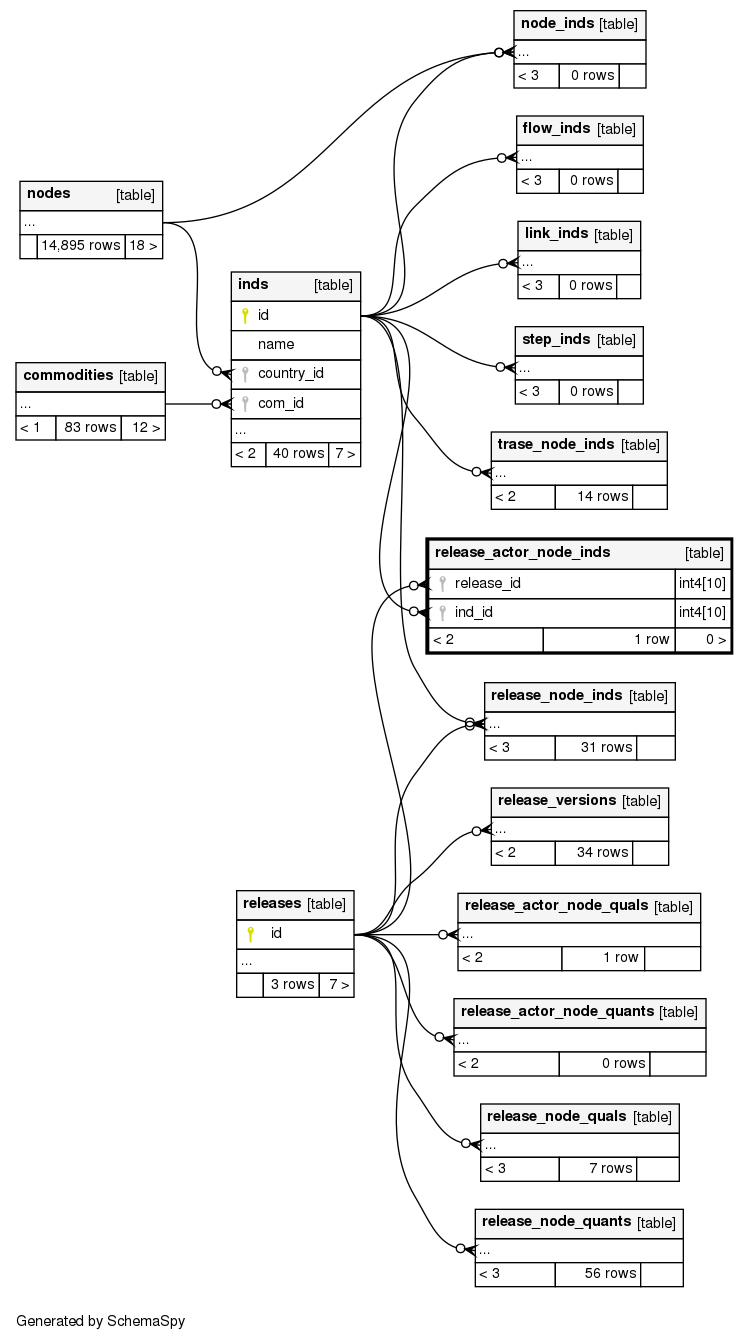 node_inds [table]
...
< 3 0 rows
flow_inds [table]
...
< 3 0 rows
nodes [table]
...
14,895 rows 18 >
link_inds [table]
...
< 3 0 rows
inds [table]
id
name
country_id
com_id
...
< 2 40 rows 7 >
step_inds [table]
...
< 3 0 rows
commodities [table]
...
< 1 83 rows 12 >
trase_node_inds [table]
...
< 2 14 rows
release_actor_node_inds [table]
release_id int4[10]
ind_id int4[10]
< 2 1 row 0 >
release_node_inds [table]
...
< 3 31 rows
release_versions [table]
...
< 2 34 rows
releases [table]
id
...
3 rows 7 >
release_actor_node_quals [table]
...
< 2 1 row
release_actor_node_quants [table]
...
< 2 0 rows
release_node_quals [table]
...
< 3 7 rows
release_node_quants [table]
...
< 3 56 rows
Generated by SchemaSpy